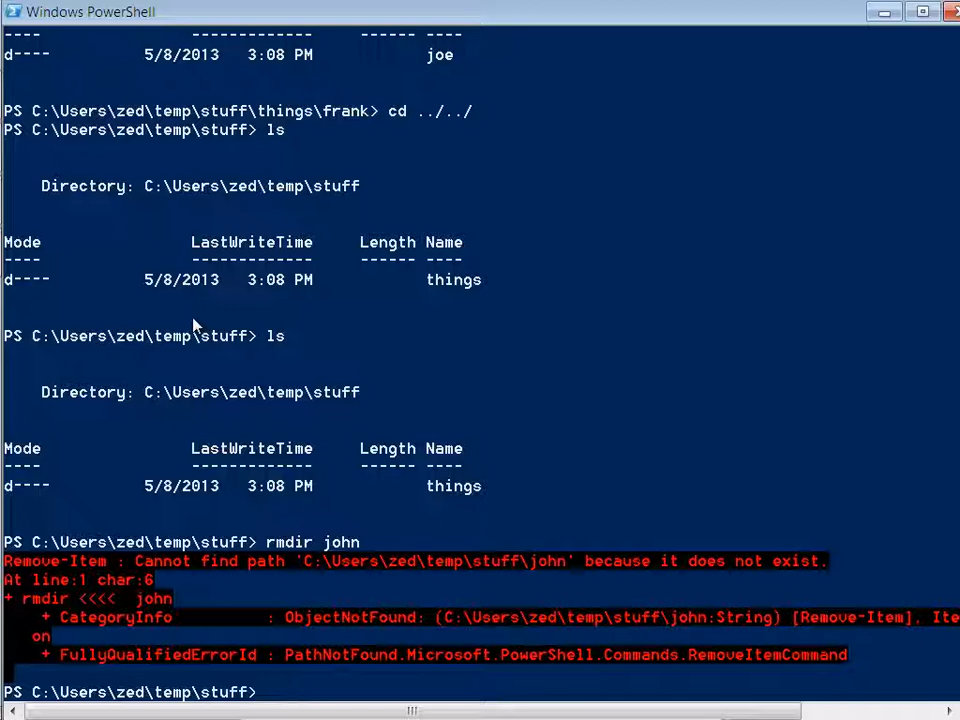 Windows PowerShell
---- ------------- ------ ----
d---- 5/8/2013 3:08 PM joe
PS C:\Users\zed\temp\stuff\things\frank> cd ../../
PS C:\Users\zed\temp\stuff> ls
Directory: C:\Users\zed\temp\stuff
Mode LastWriteTime Length Name
---- ------------- ------ ----
d---- 5/8/2013 3:08 PM things
PS C:\Users\zed\temp\stuff> ls
Directory: C:\Users\zed\temp\stuff
Mode LastWriteTime Length Name
---- ------------- ------ ----
d---- 5/8/2013 3:08 PM things
PS C:\Users\zed\temp\stuff> rmdir john
Remove-Item : Cannot find path 'C:\Users\zed\temp\stuff\john' because it does not exist.
At line:1 char:6
+ rmdir <<<< john
+ CategoryInfo : ObjectNotFound: (C:\Users\zed\temp\stuff\john:String) [Remove-Item], Ite
on
+ FullyQualifiedErrorId : PathNotFound.Microsoft.PowerShell.Commands.RemoveItemCommand
PS C:\Users\zed\temp\stuff>